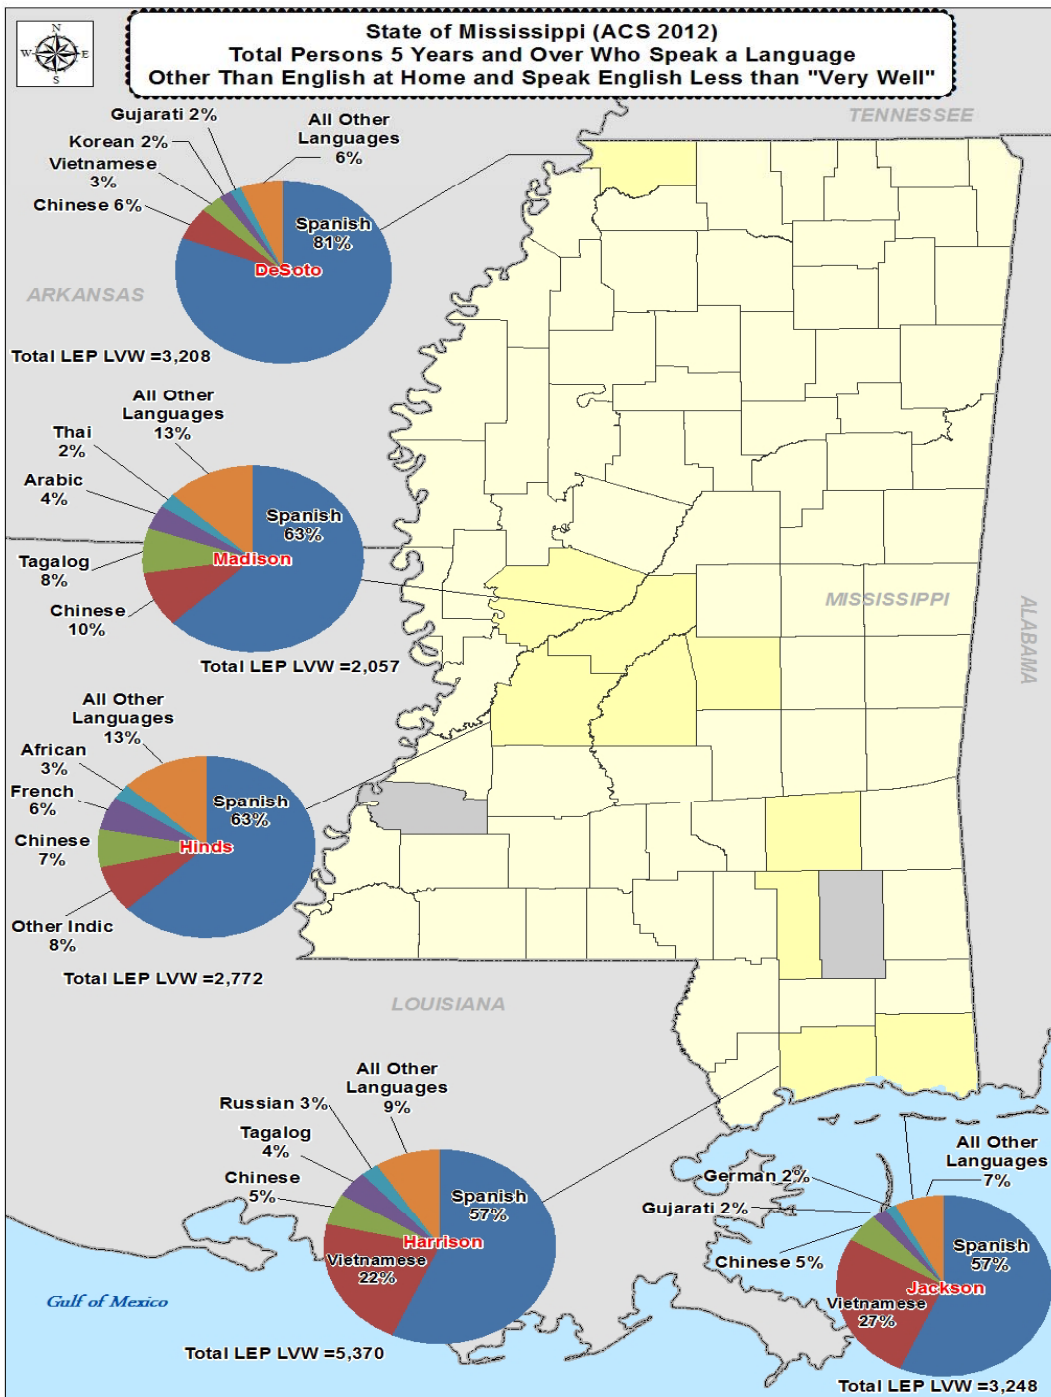 State of Mississippi (ACS 2012)
Total Persons 5 Years and Over Who Speak a Language
Other Than English at Home and Speak English Less than "Very Well"
N
W
E
S
TENNESSEE
Gujarati 2%
All Other
Languages
6%
Korean 2%
Vietnamese
3%
Chinese 6%
Spanish
81%
DeSoto
ARKANSAS
Total LEP LVW =3,208
All Other
Languages
13%
Thai
2%
Arabic
4%
Spanish
63%
Madison
Tagalog
8%
Chinese
10%
MISSISSIPPI
ALABAMA
Total LEP LVW =2,057
All Other
Languages
13%
African
3%
French
6%
Spanish
63%
Chinese
7%
Hinds
Other Indic
8%
Total LEP LVW =2,772
LOUISIANA
All Other
Languages
9%
Russian 3%
Tagalog
4%
Chinese
5%
Spanish
57%
Harrison
Vietnamese
22%
Total LEP LVW =5,370
Gulf of Mexico
All Other
Languages
7%
German 2%
Gujarati 2%
Chinese 5%
Spanish
57%
Jackson
Vietnamese
27%
Total LEP LVW =3,248